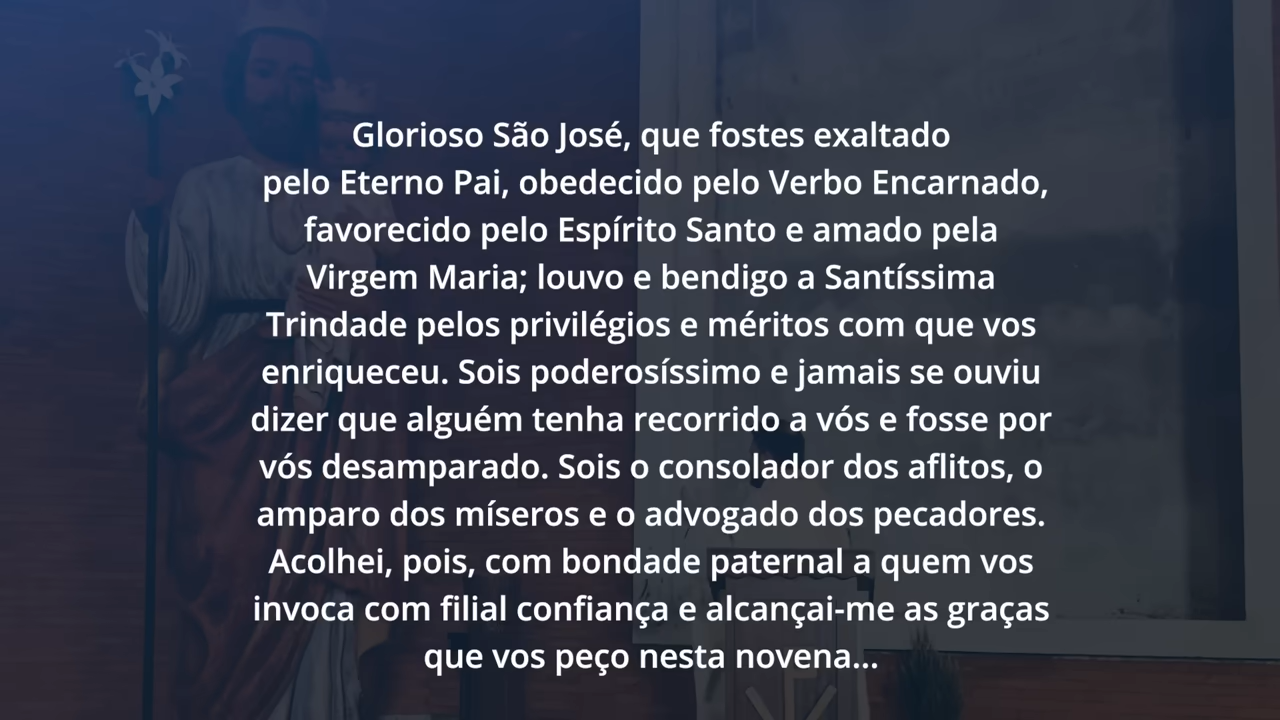 Glorioso São José, que fostes exaltado
pelo Eterno Pai, obedecido pelo Verbo Encarnado,
favorecido pelo Espírito Santo e amado pela
Virgem Maria; louvo e bendigo a Santíssima
Trindade pelos privilégios e méritos com que vos
enriqueceu. Sois poderosíssimo e jamais se ouviu
dizer que alguém tenha recorrido a vós e fosse por
vós desamparado. Sois o consolador dos aflitos, o
amparo dos míseros e o advogado dos pecadores.
Acolhei, pois, com bondade paternal a quem vos
invoca com filial confiança e alcançai-me as graças
que vos peço nesta novena...